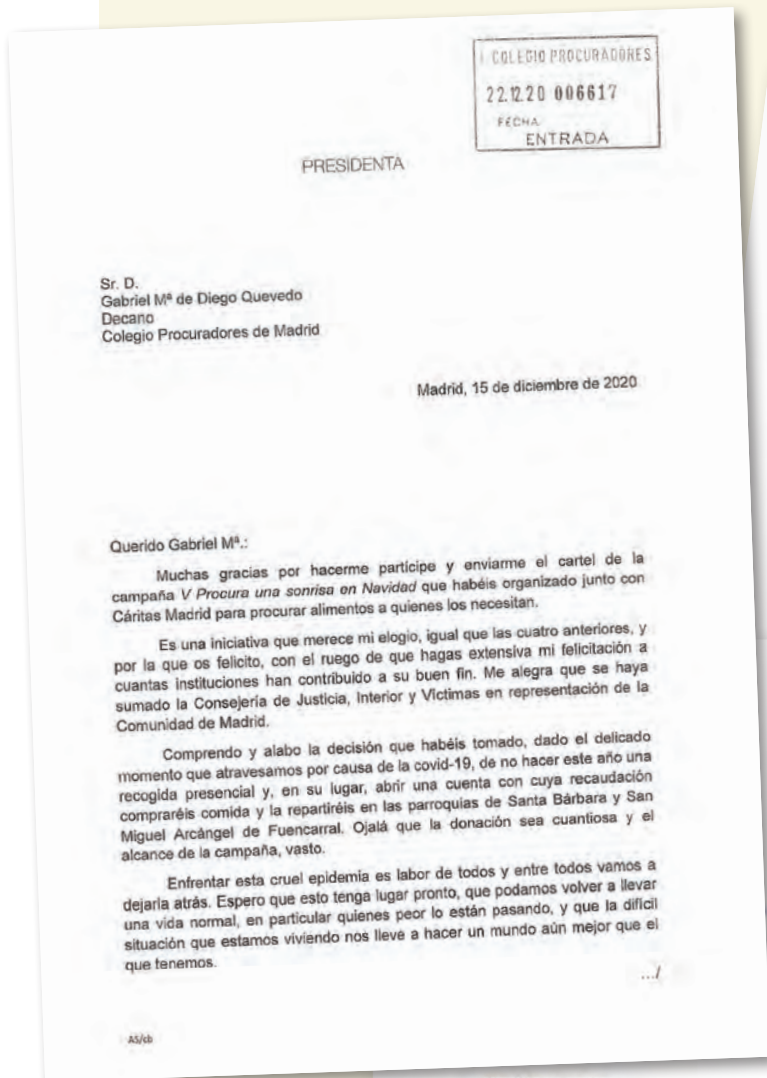 COLEGIO PROCURADORES
22.12.20 006617
FECHA
ENTRADA
PRESIDENTA
Sr. D.
Gabriel Mª de Diego Quevedo
Decano
Colegio Procuradores de Madrid
Madrid, 15 de diciembre de 2020
Querido Gabriel Mª.:
Muchas gracias por hacerme partícipe y enviarme el cartel de la
campaña V Procura una sonrisa en Navidad que habéis organizado junto con
Cáritas Madrid para procurar alimentos a quienes los necesitan.
Es una iniciativa que merece mi elogio, igual que las cuatro anteriores, y
por la que os felicito, con el ruego de que hagas extensiva mi felicitación a
cuantas instituciones han contribuido a su buen fin. Me alegra que se haya
sumado la Consejería de Justicia, Interior y Víctimas en representación de la
Comunidad de Madrid.
Comprendo y alabo la decisión que habéis tomado, dado el delicado
momento que atravesamos por causa de la covid-19, de no hacer este año una
recogida presencial y, en su lugar, abrir una cuenta con cuya recaudación
compraréis comida y la repartiréis en las parroquias de Santa Bárbara y San
Miguel Arcángel de Fuencarral. Ojalá que la donación sea cuantiosa y el
alcance de la campaña, vasto.
Enfrentar esta cruel epidemia es labor de todos y entre todos vamos a
dejarla atrás. Espero que esto tenga lugar pronto, que podamos volver a llevar
una vida normal, en particular quienes peor lo están pasando, y que la difícil
situación que estamos viviendo nos lleve a hacer un mundo aún mejor que el
que tenemos.
.../
AS/cb